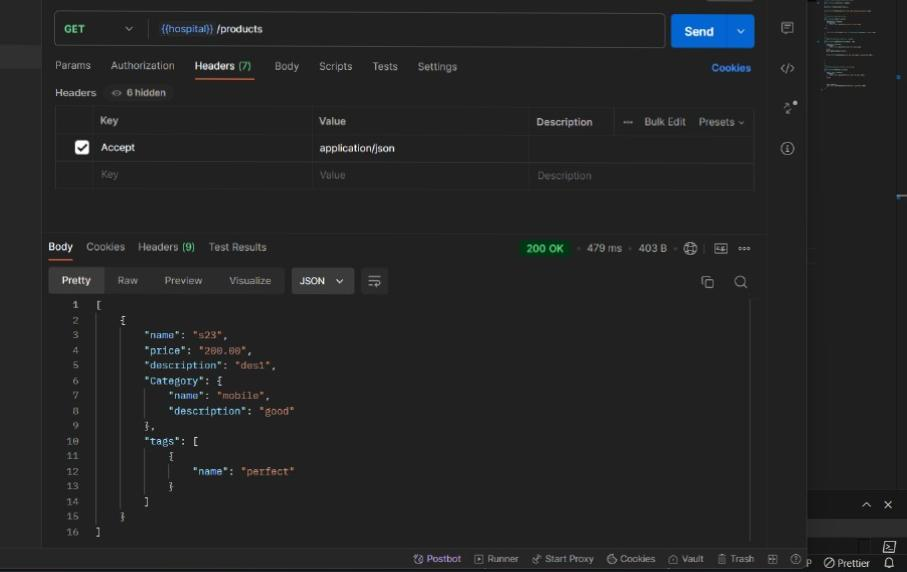 GET {{hospital}} /products Send
Params Authorization Headers (7) Body Scripts Tests Settings Cookies
Headers 6 hidden
Key Value Description ••• Bulk Edit Presets
Accept application/json
Key Value Description
Body Cookies Headers (9) Test Results 200 OK • 479 ms • 403 B
Pretty Raw Preview Visualize JSON
1 [
2 {
3 "name": "s23",
4 "price": "200.00",
5 "description": "des1",
6 "Category": {
7 "name": "mobile",
8 "description": "good"
9 },
10 "tags": [
11 {
12 "name": "perfect"
13 }
14 ]
15 }
16 ]
Postbot Runner Start Proxy Cookies Vault Trash
P Prettier